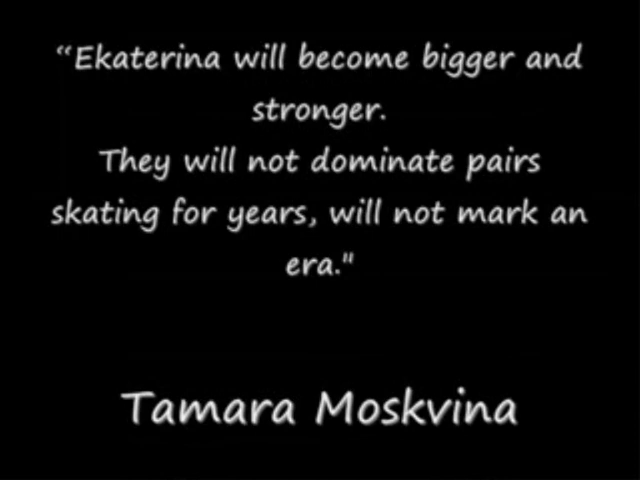 “Ekaterina will become bigger and
stronger.
They will not dominate pairs
skating for years, will not mark an
era."
Tamara Moskvina